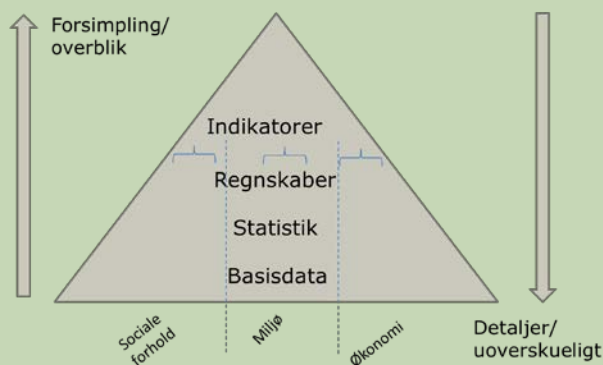 Forsimpling/
overblik
Indikatorer
Regnskaber
Statistik
Basisdata
Sociale
forhold
Miljø
Økonomi
Detaljer/
uoverskueligt